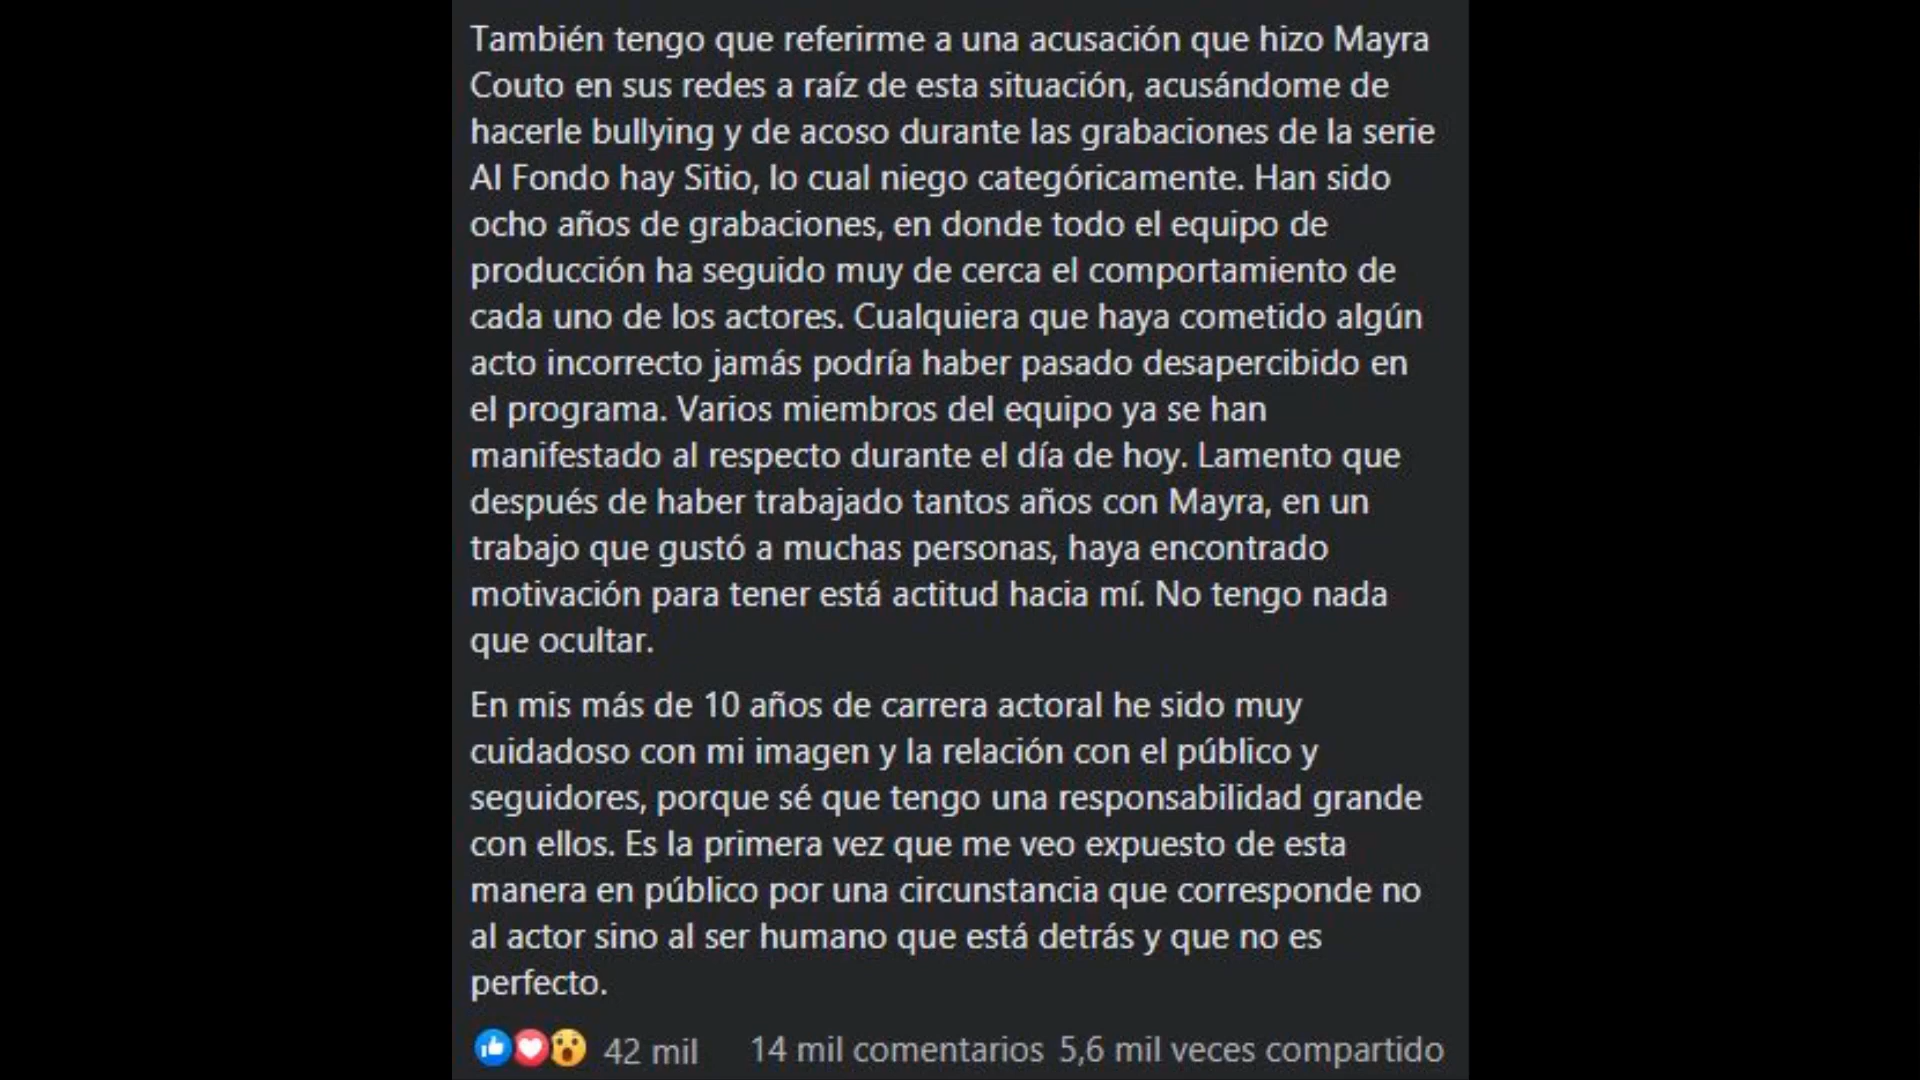 También tengo que referirme a una acusación que hizo Mayra
Couto en sus redes a raíz de esta situación, acusándome de
hacerle bullying y de acoso durante las grabaciones de la serie
Al Fondo hay Sitio, lo cual niego categóricamente. Han sido
ocho años de grabaciones, en donde todo el equipo de
producción ha seguido muy de cerca el comportamiento de
cada uno de los actores. Cualquiera que haya cometido algún
acto incorrecto jamás podría haber pasado desapercibido en
el programa. Varios miembros del equipo ya se han
manifestado al respecto durante el día de hoy. Lamento que
después de haber trabajado tantos años con Mayra, en un
trabajo que gustó a muchas personas, haya encontrado
motivación para tener está actitud hacia mí. No tengo nada
que ocultar.
En mis más de 10 años de carrera actoral he sido muy
cuidadoso con mi imagen y la relación con el público y
seguidores, porque sé que tengo una responsabilidad grande
con ellos. Es la primera vez que me veo expuesto de esta
manera en público por una circunstancia que corresponde no
al actor sino al ser humano que está detrás y que no es
perfecto.
42 mil 14 mil comentarios 5,6 mil veces compartido